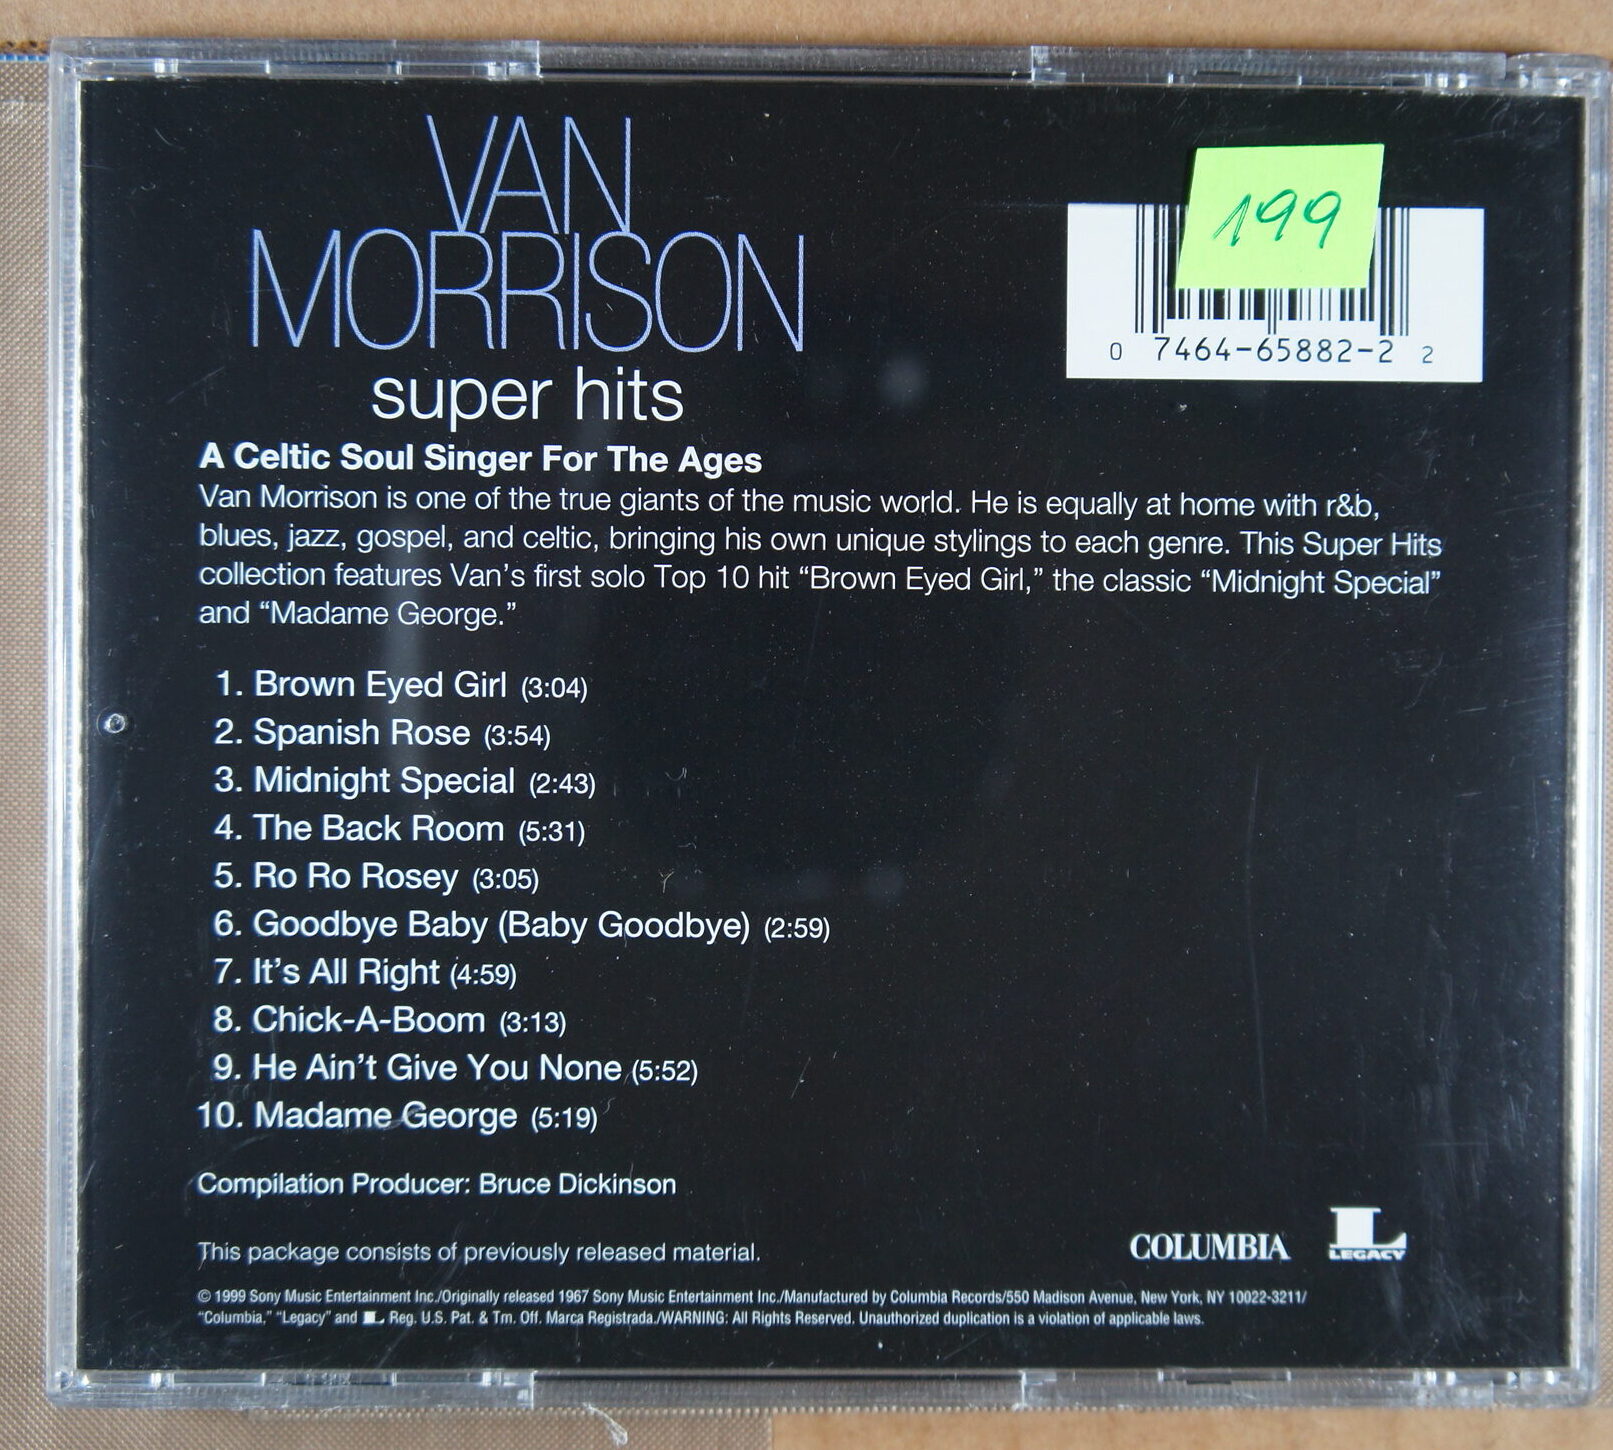 VAN
MORRISON
super hits
199
0 7464-65882-2 2
A Celtic Soul Singer For The Ages
Van Morrison is one of the true giants of the music world. He is equally at home with r&b,
blues, jazz, gospel, and celtic, bringing his own unique stylings to each genre. This Super Hits
collection features Van’s first solo Top 10 hit “Brown Eyed Girl,” the classic “Midnight Special”
and “Madame George.”
1. Brown Eyed Girl (3:04)
2. Spanish Rose (3:54)
3. Midnight Special (2:43)
4. The Back Room (5:31)
5. Ro Ro Rosey (3:05)
6. Goodbye Baby (Baby Goodbye) (2:59)
7. It’s All Right (4:59)
8. Chick-A-Boom (3:13)
9. He Ain’t Give You None (5:52)
10. Madame George (5:19)
Compilation Producer: Bruce Dickinson
This package consists of previously released material.
COLUMBIA
L
LEGACY
© 1999 Sony Music Entertainment Inc./Originally released 1967 Sony Music Entertainment Inc./Manufactured by Columbia Records/550 Madison Avenue, New York, NY 10022-3211/
“Columbia,” “Legacy” and L Reg. U.S. Pat. & Tm. Off. Marca Registrada./WARNING: All Rights Reserved. Unauthorized duplication is a violation of applicable laws.